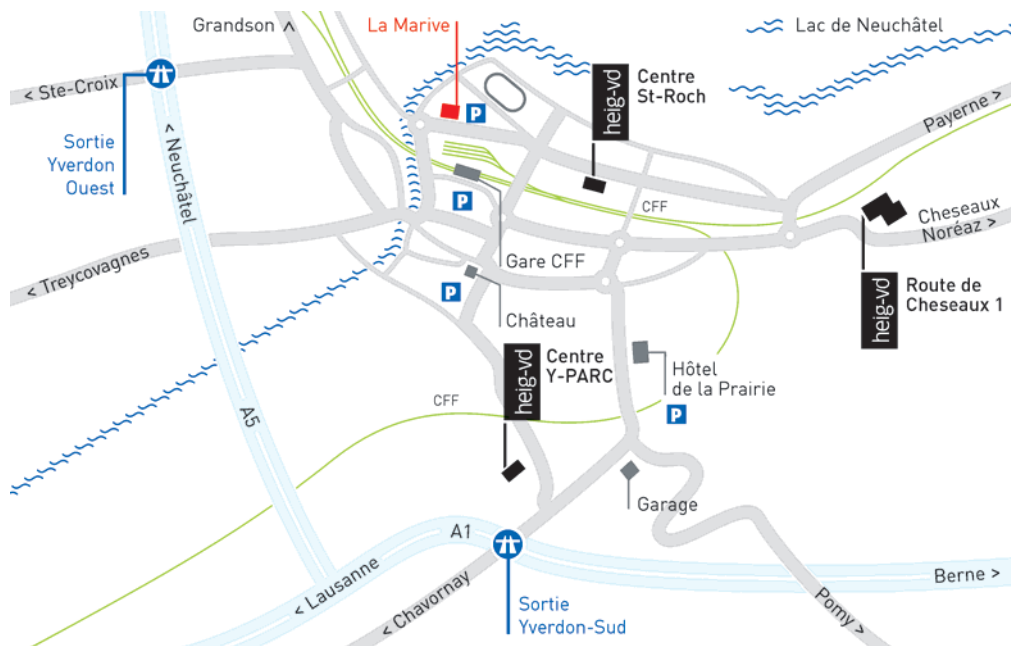 Grandson >
La Marive
Lac de Neuchâtel
< Ste-Croix
Sortie
Yverdon
Ouest
< Neuchâtel
P
heig-vd
Centre
St-Roch
Payerne >
CFF
P
Cheseaux
Noréaz >
< Treycovagnes
Gare CFF
P
Château
heig-vd
Route de
Cheseaux 1
heig-vd
Centre
Y-PARC
Hôtel
de la Prairie
P
CFF
A5
Garage
A1
< Lausanne
< Chavornay
Sortie
Yverdon-Sud
Berne >
Pomy >